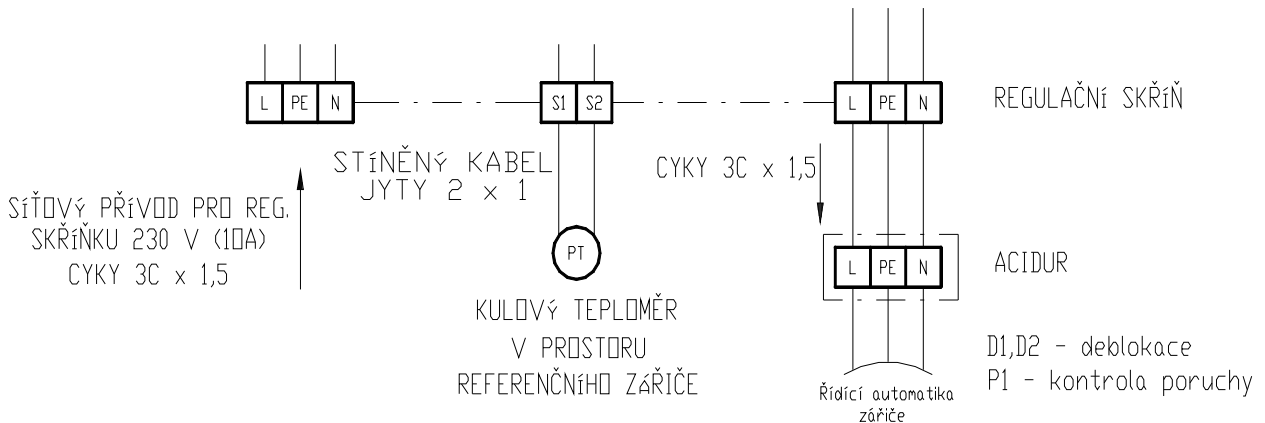 L PE N
S1 S2
L PE N
REGULAČNÍ SKŘÍŇ
STÍNĚNÝ KABEL
JYTY 2 x 1
CYKY 3C x 1,5
SÍŤOVÝ PŘÍVOD PRO REG.
SKŘÍŇKU 230 V (10A)
CYKY 3C x 1,5
PT
L PE N
ACIDUR
KULOVÝ TEPLOMĚR
V PROSTORU
REFERENČNÍHO ZÁŘIČE
D1,D2 - deblokace
P1 - kontrola poruchy
Řídící automatika
zářiče